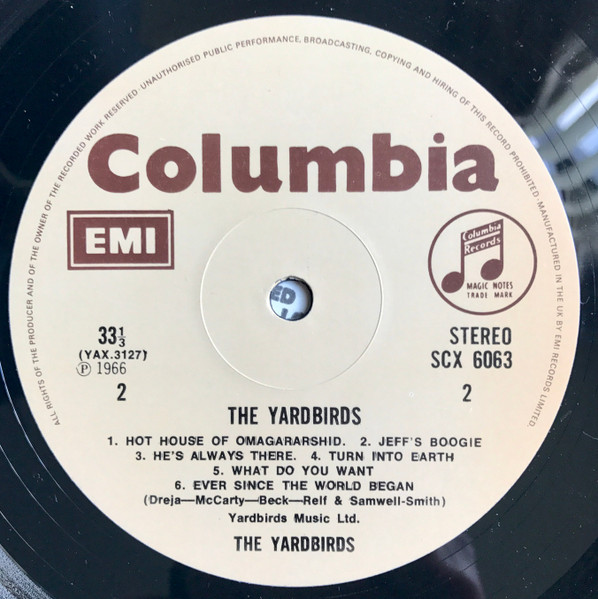 ALL RIGHTS OF THE PRODUCER AND OF THE OWNER OF THE RECORDED WORK RESERVED·UNAUTHORISED PUBLIC PERFORMANCE, BROADCASTING, COPYING AND HIRING OF THIS RECORD PROHIBITED·MANUFACTURED IN THE UK BY EMI RECORDS LIMITED.
Columbia
EMI
Columbia
Records
MAGIC NOTES
TRADE MARK
ED
33⅓
(YAX.3127)
Ⓟ 1966
2
STEREO
SCX 6063
2
THE YARDBIRDS
1. HOT HOUSE OF OMAGARARSHID. 2. JEFF'S BOOGIE
3. HE'S ALWAYS THERE. 4. TURN INTO EARTH
5. WHAT DO YOU WANT
6. EVER SINCE THE WORLD BEGAN
(Dreja—McCarty—Beck—Relf & Samwell-Smith)
Yardbirds Music Ltd.
THE YARDBIRDS